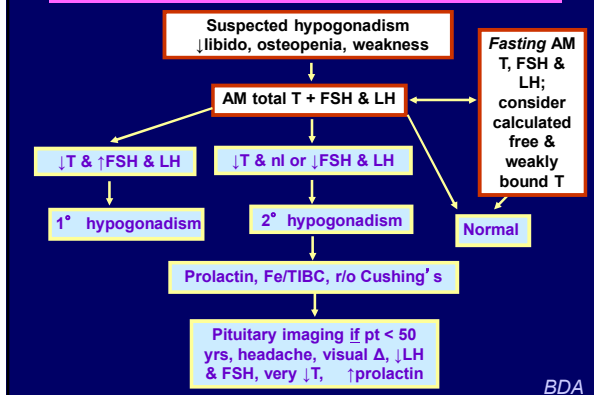 Suspected hypogonadism
↓libido, osteopenia, weakness
AM total T + FSH & LH
Fasting AM
T, FSH &
LH;
consider
calculated
free &
weakly
bound T
↓T & ↑FSH & LH
↓T & nl or ↓FSH & LH
1° hypogonadism
2° hypogonadism
Normal
Prolactin, Fe/TIBC, r/o Cushing's
Pituitary imaging if pt < 50
yrs, headache, visual Δ, ↓LH
& FSH, very ↓T, ↑prolactin
BDA